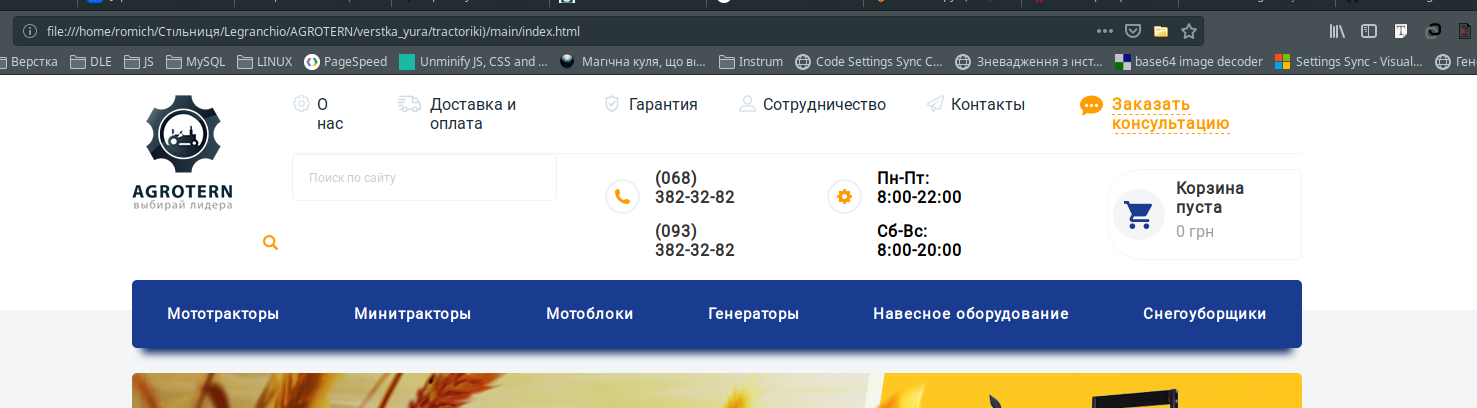 file:///home/romich/Стільниця/Legranchio/AGROTERN/verstka_yura/tractoriki)/main/index.html
Верстка DLE JS MySQL LINUX PageSpeed Unminify JS, CSS and ... Магічна куля, що ві... Instrum Code Settings Sync C... Зневадження з інст... base64 image decoder Settings Sync - Visual...
О нас
Доставка и оплата
Гарантия
Сотрудничество
Контакты
Заказать консультацию
AGROTERN
выбирай лидера
Поиск по сайту
(068)
382-32-82
(093)
382-32-82
Пн-Пт:
8:00-22:00
Сб-Вс:
8:00-20:00
Корзина
пуста
0 грн
Мототракторы Минитракторы Мотоблоки Генераторы Навесное оборудование Снегоуборщики